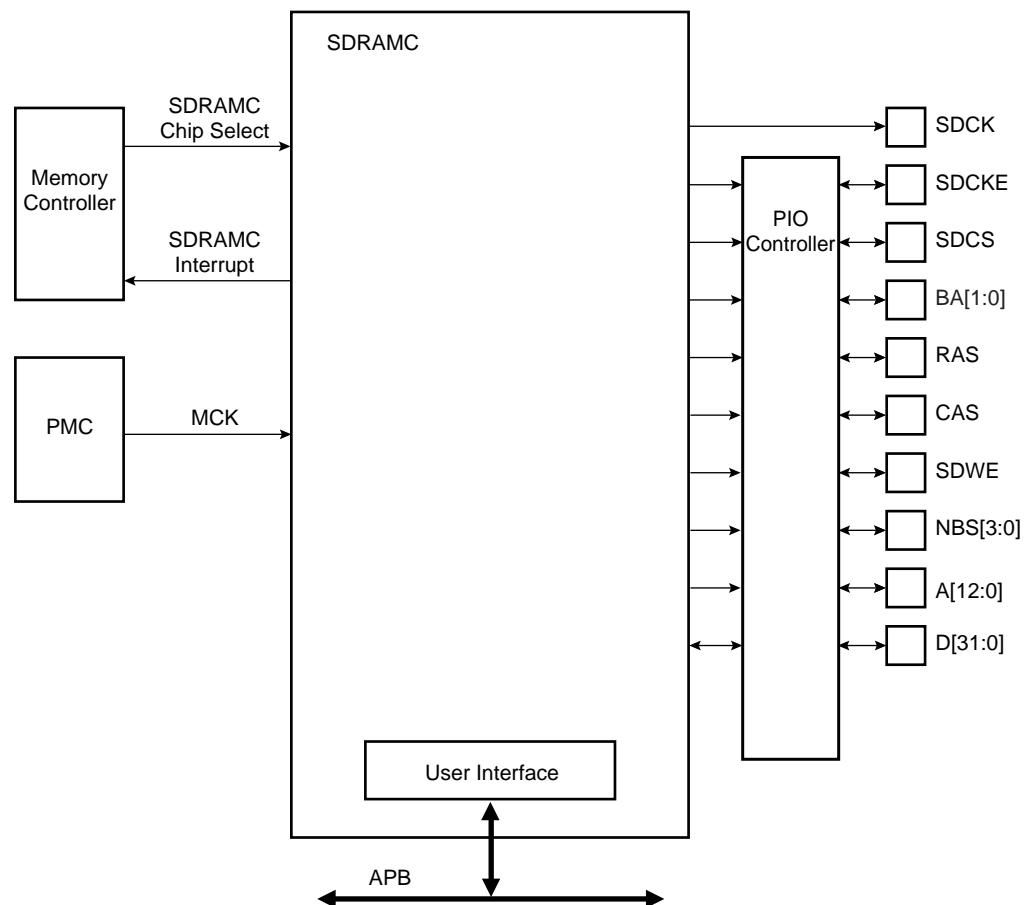 SDRAMC
SDRAMC
Chip Select
Memory
Controller
SDRAMC
Interrupt
PMC
MCK
PIO
Controller
SDCK
SDCKE
SDCS
BA[1:0]
RAS
CAS
SDWE
NBS[3:0]
A[12:0]
D[31:0]
User Interface
APB